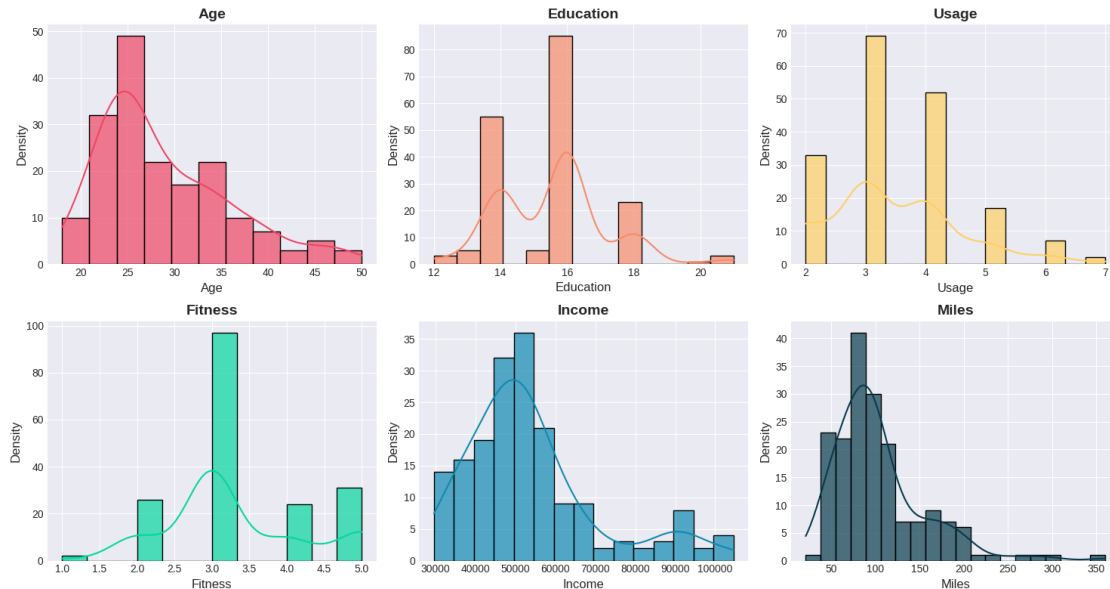 Age
Density
50
40
30
20
10
0
20 25 30 35 40 45 50
Age
Education
Density
80
70
60
50
40
30
20
10
0
12 14 16 18 20
Education
Usage
Density
70
60
50
40
30
20
10
0
2 3 4 5 6 7
Usage
Fitness
Density
100
80
60
40
20
0
1.0 1.5 2.0 2.5 3.0 3.5 4.0 4.5 5.0
Fitness
Income
Density
35
30
25
20
15
10
5
0
30000 40000 50000 60000 70000 80000 90000 100000
Income
Miles
Density
40
35
30
25
20
15
10
5
0
50 100 150 200 250 300 350
Miles